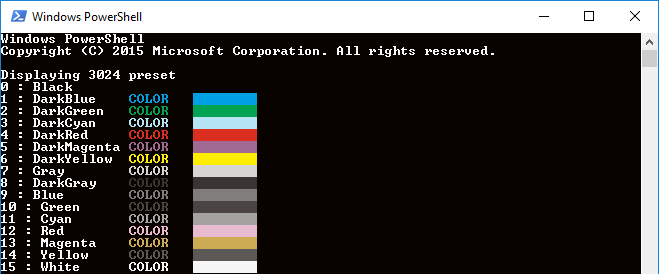 Windows PowerShell
Windows PowerShell
Copyright (C) 2015 Microsoft Corporation. All rights reserved.
Displaying 3024 preset
0 : Black
1 : DarkBlue COLOR
2 : DarkGreen COLOR
3 : DarkCyan COLOR
4 : DarkRed COLOR
5 : DarkMagenta COLOR
6 : DarkYellow COLOR
7 : Gray COLOR
8 : DarkGray COLOR
9 : Blue COLOR
10 : Green COLOR
11 : Cyan COLOR
12 : Red COLOR
13 : Magenta COLOR
14 : Yellow COLOR
15 : White COLOR